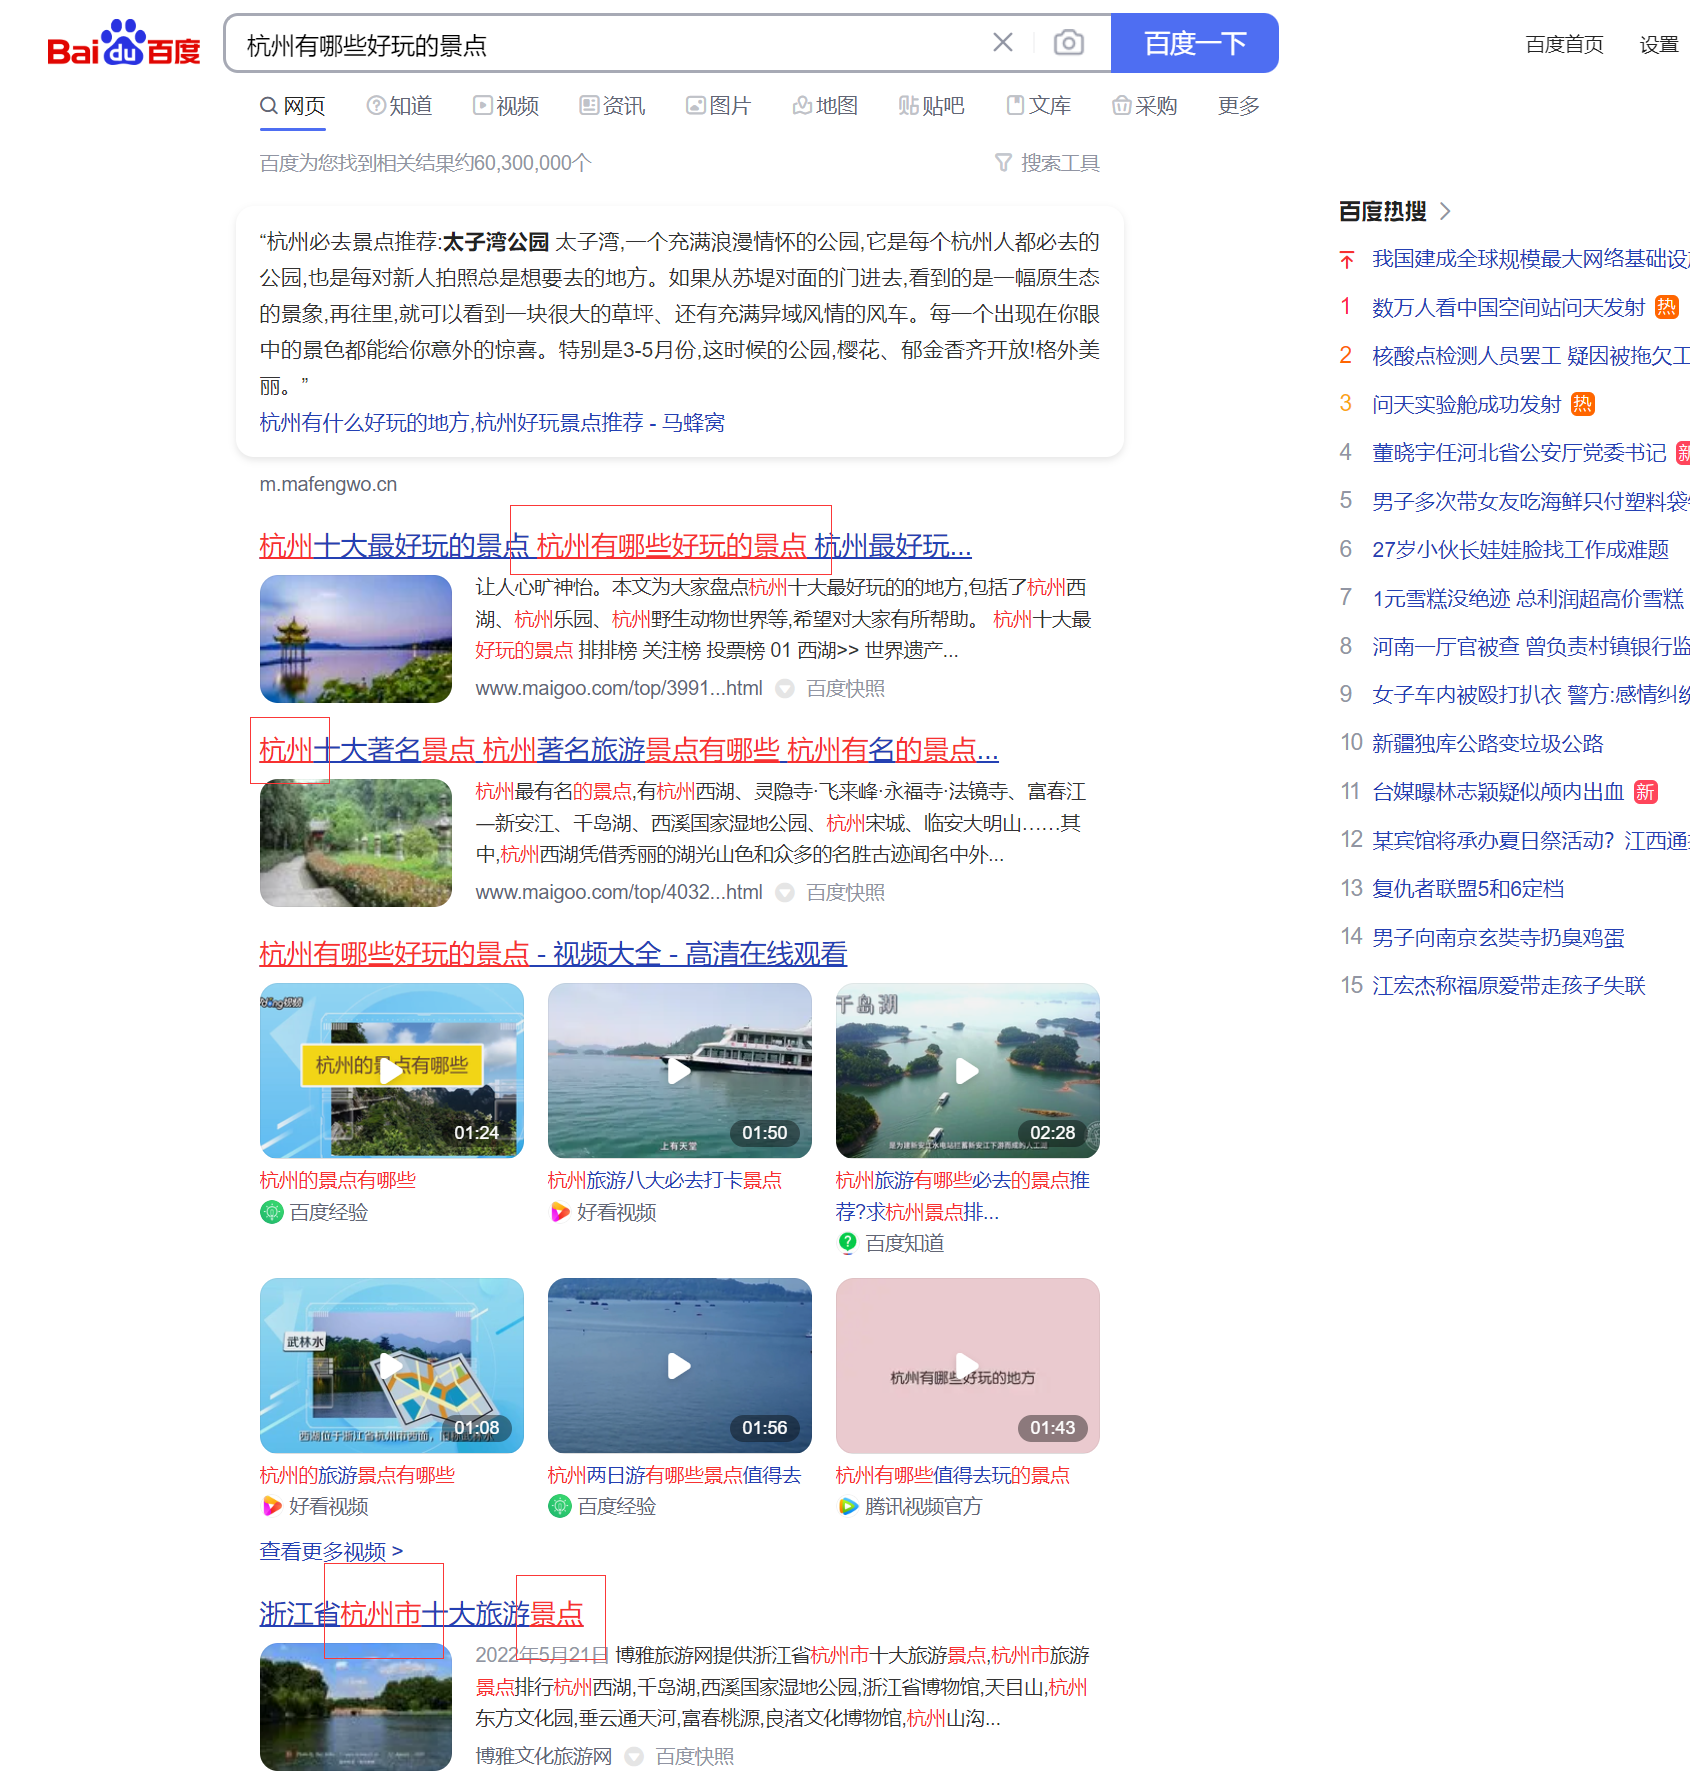 Bai du 百度
杭州有哪些好玩的景点
百度一下
百度首页
设置
网页 知道 视频 资讯 图片 地图 贴吧 文库 采购 更多
百度为您找到相关结果约60,300,000个
搜索工具
“杭州必去景点推荐:太子湾公园 太子湾,一个充满浪漫情怀的公园,它是每个杭州人都必去的
公园,也是每对新人拍照总是想要去的地方。如果从苏堤对面的门进去,看到的是一幅原生态
的景象,再往里,就可以看到一块很大的草坪、还有充满异域风情的风车。每一个出现在你眼
中的景色都能给你意外的惊喜。特别是3-5月份,这时候的公园,樱花、郁金香齐开放!格外美
丽。”
杭州有什么好玩的地方,杭州好玩景点推荐 - 马蜂窝
m.mafengwo.cn
杭州十大最好玩的景点 杭州有哪些好玩的景点 杭州最好玩...
让人心旷神怡。本文为大家盘点杭州十大最好玩的的地方,包括了杭州西
湖、杭州乐园、杭州野生动物世界等,希望对大家有所帮助。 杭州十大最
好玩的景点 排排榜 关注榜 投票榜 01 西湖>> 世界遗产...
www.maigoo.com/top/3991...html 百度快照
杭州十大著名景点 杭州著名旅游景点有哪些 杭州有名的景点...
杭州最有名的景点,有杭州西湖、灵隐寺·飞来峰·永福寺·法镜寺、富春江
—新安江、千岛湖、西溪国家湿地公园、杭州宋城、临安大明山……其
中,杭州西湖凭借秀丽的湖光山色和众多的名胜古迹闻名中外...
www.maigoo.com/top/4032...html 百度快照
杭州有哪些好玩的景点 - 视频大全 - 高清在线观看
杭州的景点有哪些
01:24
上有天堂
01:50
千岛湖
是为建新安江水电站拦蓄新安江下游而成的人工湖
02:28
杭州的景点有哪些
百度经验
杭州旅游八大必去打卡景点
好看视频
杭州旅游有哪些必去的景点推
荐?求杭州景点排...
百度知道
武林水
西湖位于浙江省杭州市西面，
01:08
01:56
杭州有哪些好玩的地方
01:43
杭州的旅游景点有哪些
好看视频
杭州两日游有哪些景点值得去
百度经验
杭州有哪些值得去玩的景点
腾讯视频官方
查看更多视频 >
浙江省杭州市十大旅游景点
2022年5月21日 博雅旅游网提供浙江省杭州市十大旅游景点,杭州市旅游
景点排行杭州西湖,千岛湖,西溪国家湿地公园,浙江省博物馆,天目山,杭州
东方文化园,垂云通天河,富春桃源,良渚文化博物馆,杭州山沟...
博雅文化旅游网 百度快照
百度热搜
我国建成全球规模最大网络基础设施
1 数万人看中国空间站问天发射 热
2 核酸点检测人员罢工 疑因被拖欠工
3 问天实验舱成功发射 热
4 董晓宇任河北省公安厅党委书记 新
5 男子多次带女友吃海鲜只付塑料袋
6 27岁小伙长娃娃脸找工作成难题
7 1元雪糕没绝迹 总利润超高价雪糕
8 河南一厅官被查 曾负责村镇银行监
9 女子车内被殴打扒衣 警方:感情纠纷
10 新疆独库公路变垃圾公路
11 台媒曝林志颖疑似颅内出血 新
12 某宾馆将承办夏日祭活动？江西通
13 复仇者联盟5和6定档
14 男子向南京玄奘寺扔臭鸡蛋
15 江宏杰称福原爱带走孩子失联